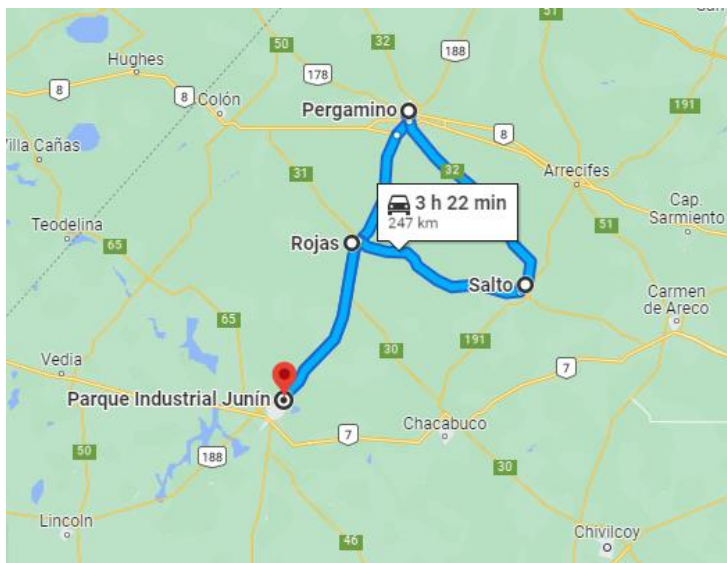 50
32
188
Hughes
178
8
8
Colón
Pergamino
191
8
Villa Cañas
32
Arrecifes
31
3 h 22 min
247 km
Cap.
Sarmiento
Teodelina
65
Rojas
51
Salto
Carmen
de Areco
65
191
30
7
Vedia
Parque Industrial Junín
7
Chacabuco
50
188
30
Lincoln
46
Chivilcoy